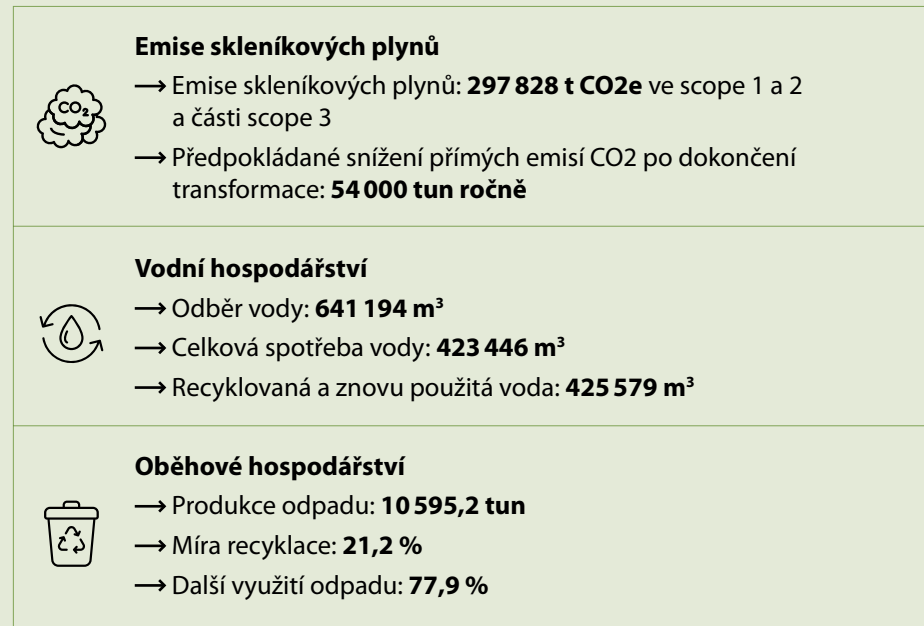 Emise skleníkových plynů
→ Emise skleníkových plynů: 297 828 t CO2e ve scope 1 a 2
a části scope 3
CO₂
→ Předpokládané snížení přímých emisí CO2 po dokončení
transformace: 54 000 tun ročně
Vodní hospodářství
→ Odběr vody: 641 194 m³
→ Celková spotřeba vody: 423 446 m³
→ Recyklovaná a znovu použitá voda: 425 579 m³
Oběhové hospodářství
→ Produkce odpadu: 10 595,2 tun
→ Míra recyklace: 21,2 %
→ Další využití odpadu: 77,9 %